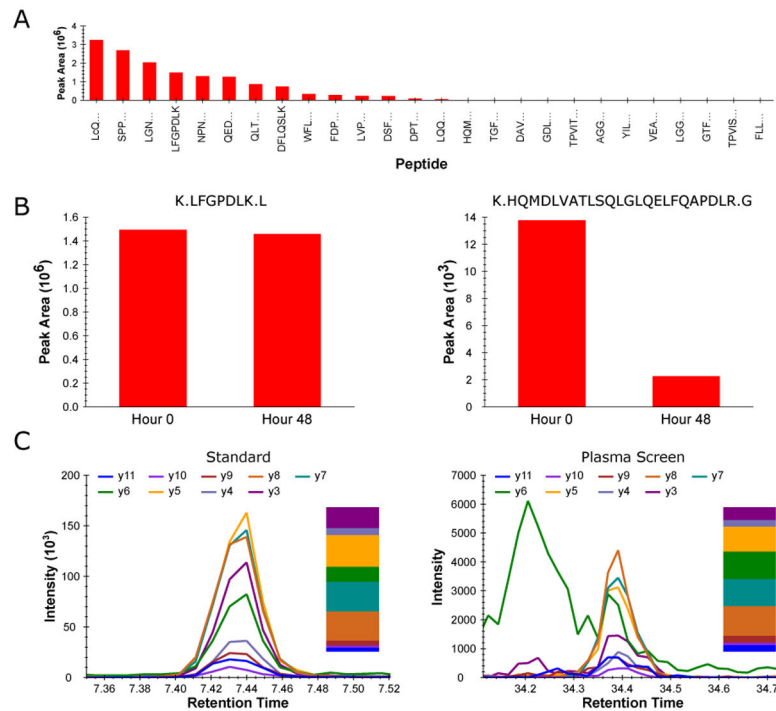 A
Peak Area (10⁶)
4
3
2
1
0
LcQ...
SPP...
LGN...
LFGPDLK
NPN...
QED...
QLT...
DFLQSLK
WFL...
FDP...
LVP...
DSF...
DPT...
LQQ...
HQM...
TGF...
DAV...
GDL...
TPVIT...
AGG...
YIL...
VEA...
LGG...
GTF...
TPVIS...
FLL...
Peptide
B
K.LFGPDLK.L
Peak Area (10⁶)
1.6
1.4
1.2
1.0
0.8
0.6
0.4
0.2
0.0
Hour 0 Hour 48
K.HQMDLVATLSQLGLQELFQAPDLR.G
Peak Area (10³)
14
12
10
8
6
4
2
0
Hour 0 Hour 48
C
Standard
Intensity (10³)
200
150
100
50
0
y11 y10 y9 y8 y7
y6 y5 y4 y3
7.36 7.38 7.40 7.42 7.44 7.46 7.48 7.50 7.52
Retention Time
Plasma Screen
Intensity
7000
6000
5000
4000
3000
2000
1000
0
y11 y10 y9 y8 y7
y6 y5 y4 y3
34.2 34.3 34.4 34.5 34.6 34.7
Retention Time